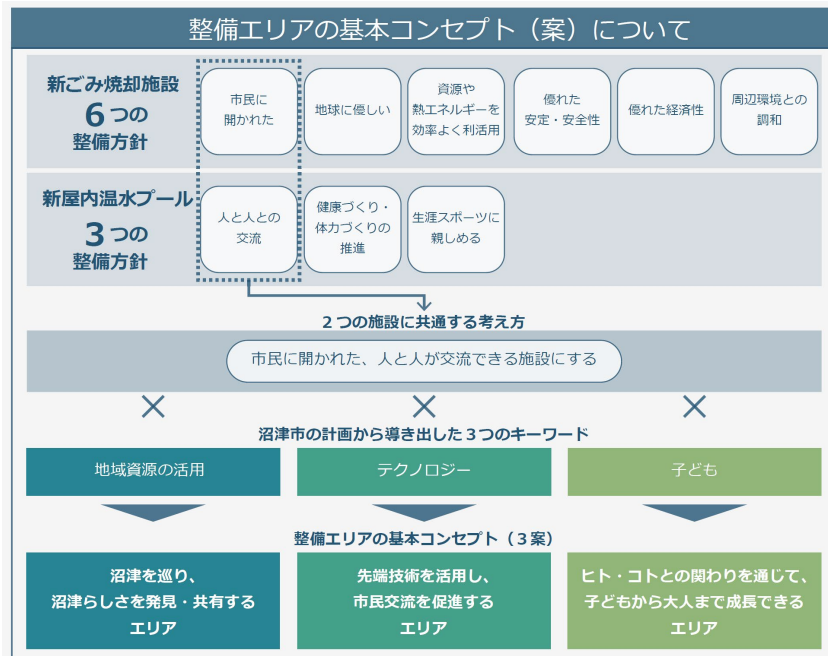 整備エリアの基本コンセプト（案）について
新ごみ焼却施設
6つの
整備方針
市民に
開かれた
地球に優しい
資源や
熱エネルギーを
効率よく利活用
優れた
安定・安全性
優れた経済性
周辺環境との
調和
新屋内温水プール
3つの
整備方針
人と人との
交流
健康づくり・
体力づくりの
推進
生涯スポーツに
親しめる
２つの施設に共通する考え方
市民に開かれた、人と人が交流できる施設にする
沼津市の計画から導き出した３つのキーワード
地域資源の活用
テクノロジー
子ども
整備エリアの基本コンセプト（３案）
沼津を巡り、
沼津らしさを発見・共有する
エリア
先端技術を活用し、
市民交流を促進する
エリア
ヒト・コトとの関わりを通じて、
子どもから大人まで成長できる
エリア